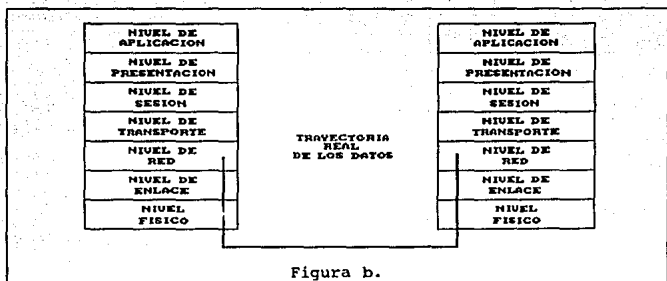 NIVEL DE
APLICACION
NIVEL DE
PRESENTACION
NIVEL DE
SESION
NIVEL DE
TRANSPORTE
NIVEL DE
RED
NIVEL DE
ENLACE
NIVEL
FISICO
TRAYECTORIA
REAL
DE LOS DATOS
NIVEL DE
APLICACION
NIVEL DE
PRESENTACION
NIVEL DE
SESION
NIVEL DE
TRANSPORTE
NIVEL DE
RED
NIVEL DE
ENLACE
NIVEL
FISICO
Figura b.